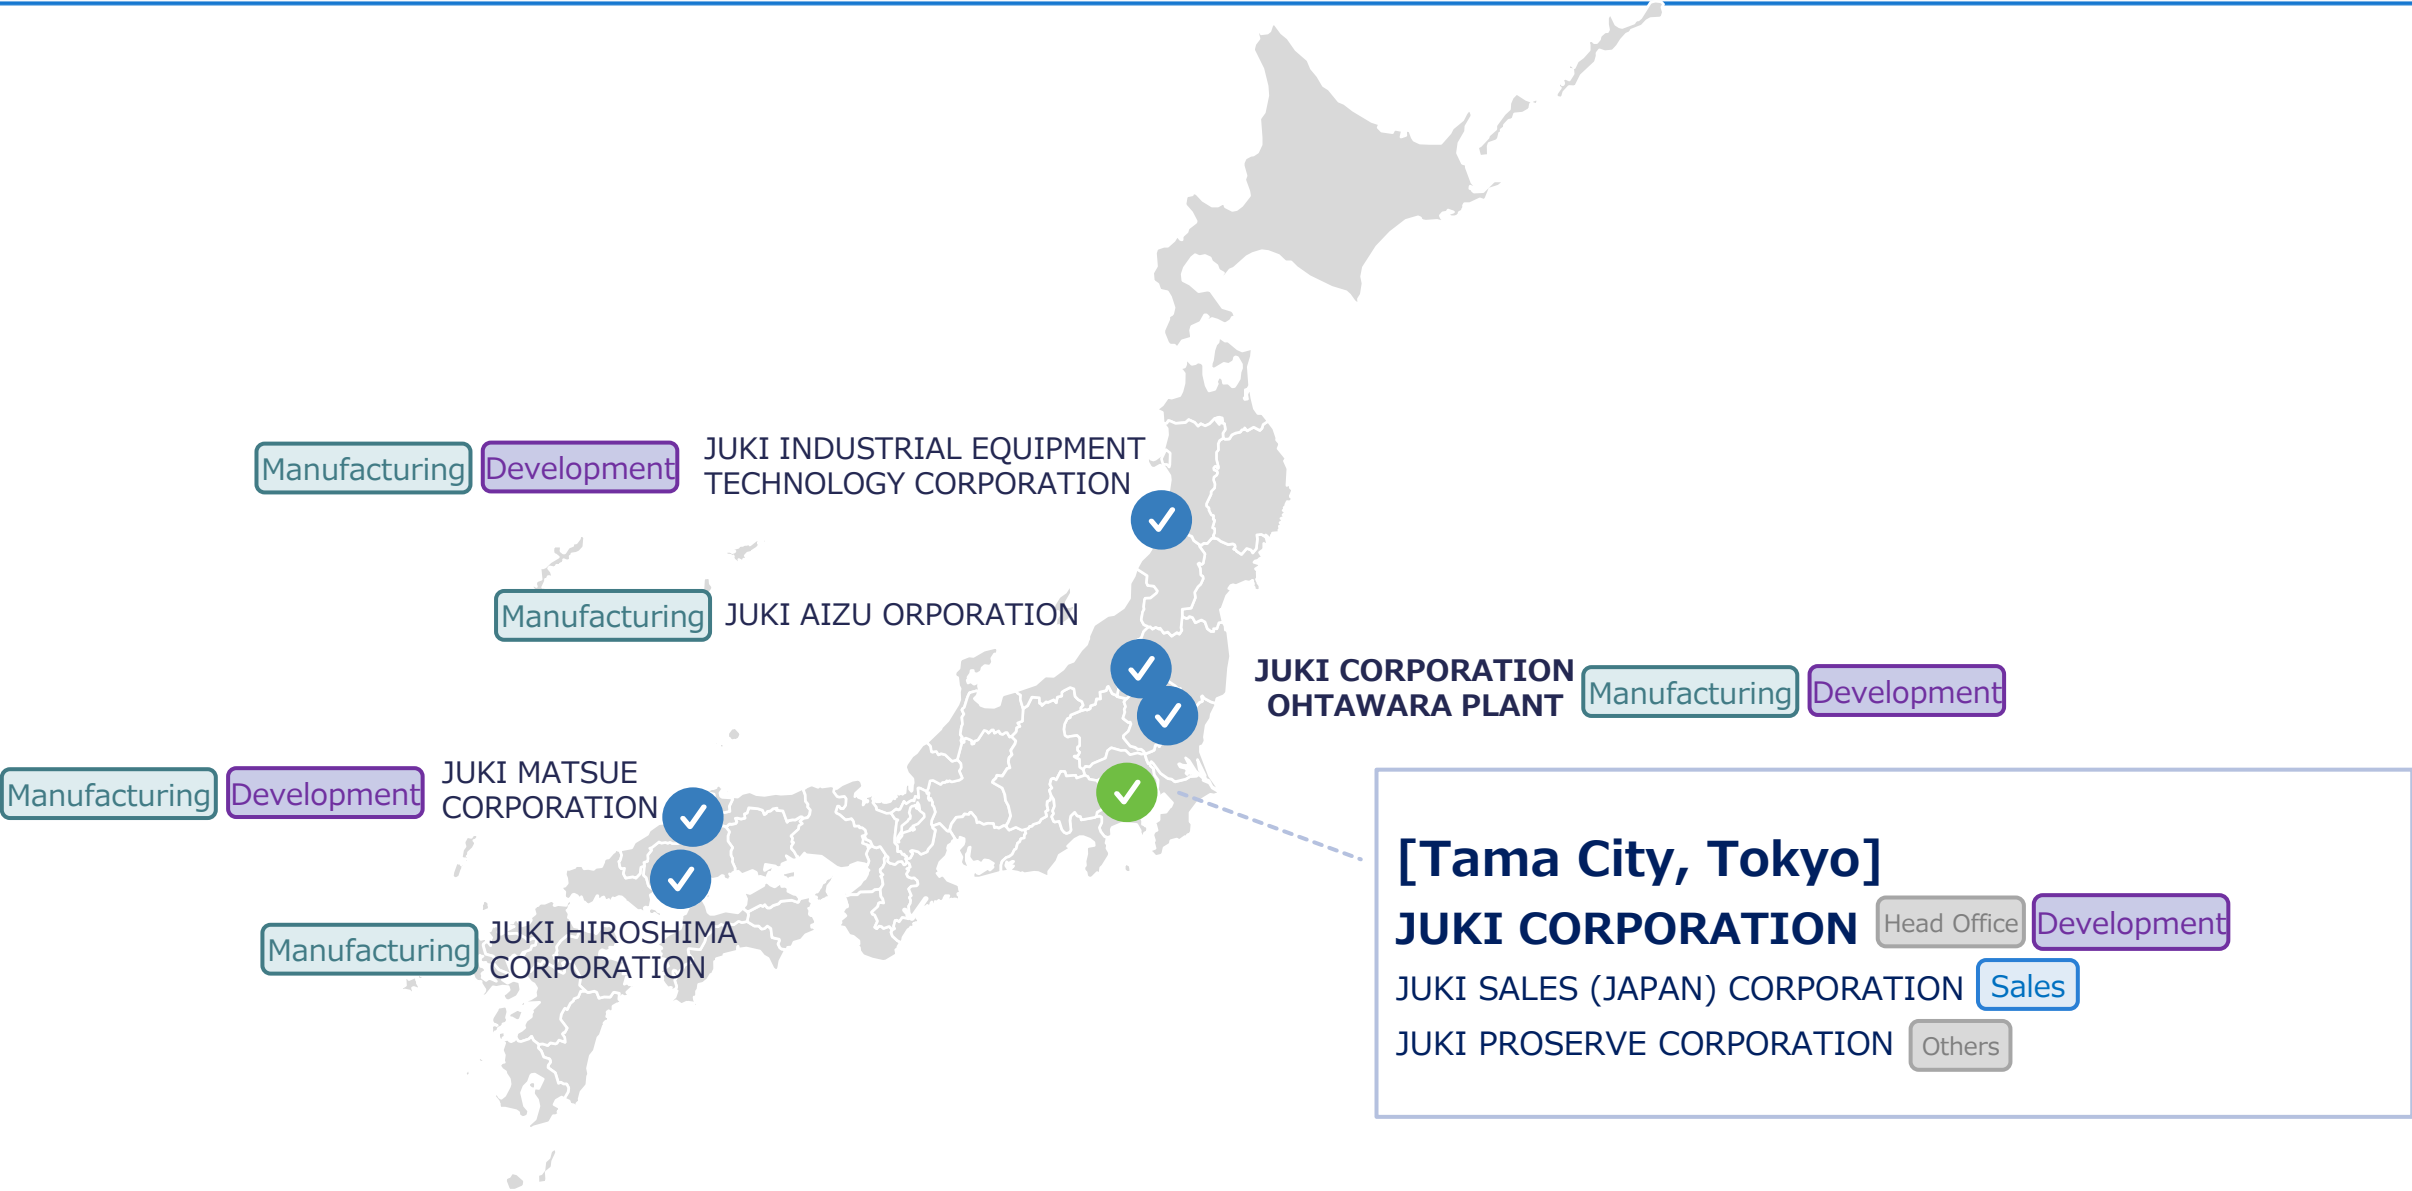 Manufacturing Development JUKI INDUSTRIAL EQUIPMENT
TECHNOLOGY CORPORATION
Manufacturing JUKI AIZU ORPORATION
JUKI CORPORATION
OHTAWARA PLANT Manufacturing Development
Manufacturing Development JUKI MATSUE
CORPORATION
Manufacturing JUKI HIROSHIMA
CORPORATION
[Tama City, Tokyo]
JUKI CORPORATION Head Office Development
JUKI SALES (JAPAN) CORPORATION Sales
JUKI PROSERVE CORPORATION Others